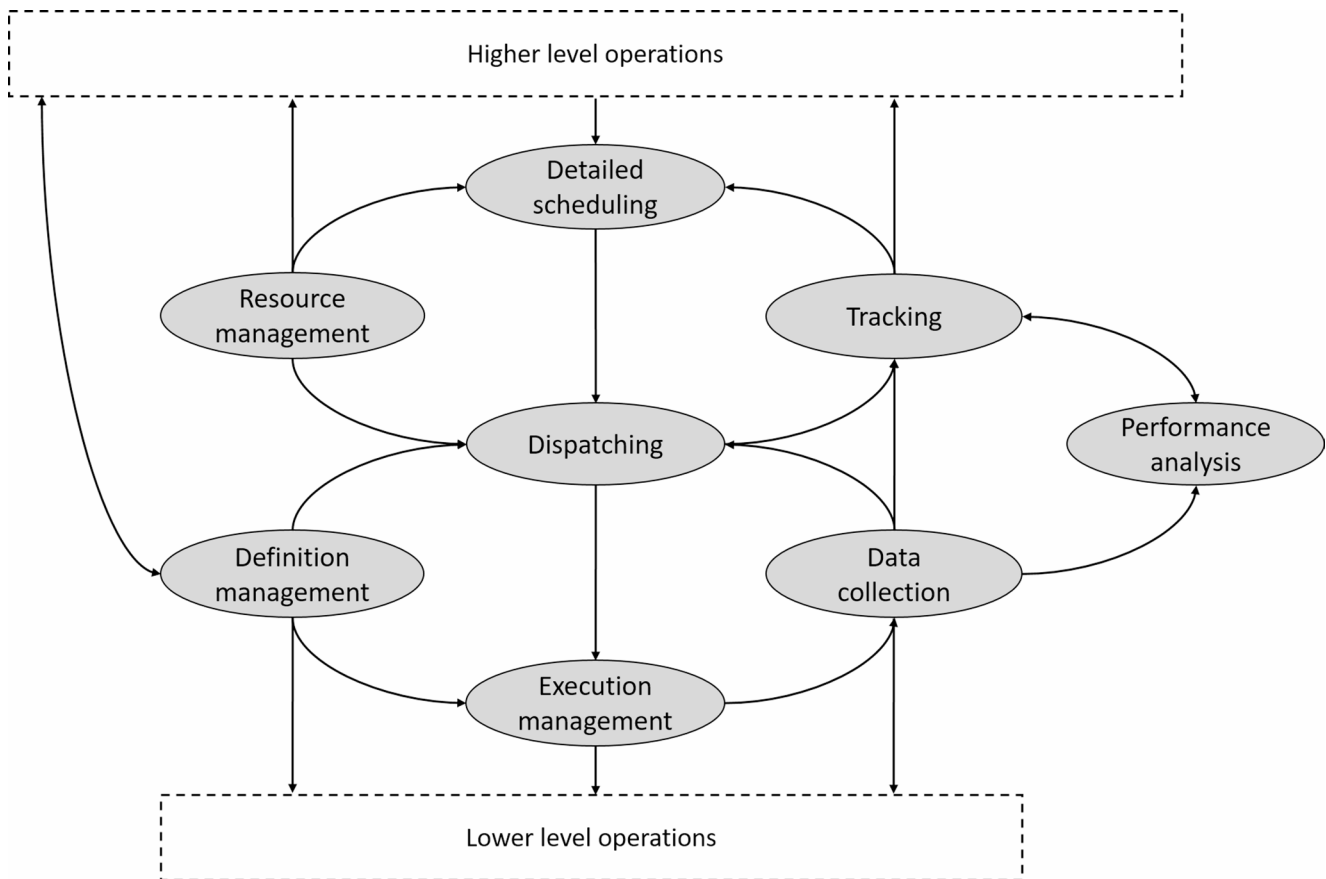 Higher level operations
Detailed
scheduling
Resource
management
Tracking
Dispatching
Performance
analysis
Definition
management
Data
collection
Execution
management
Lower level operations